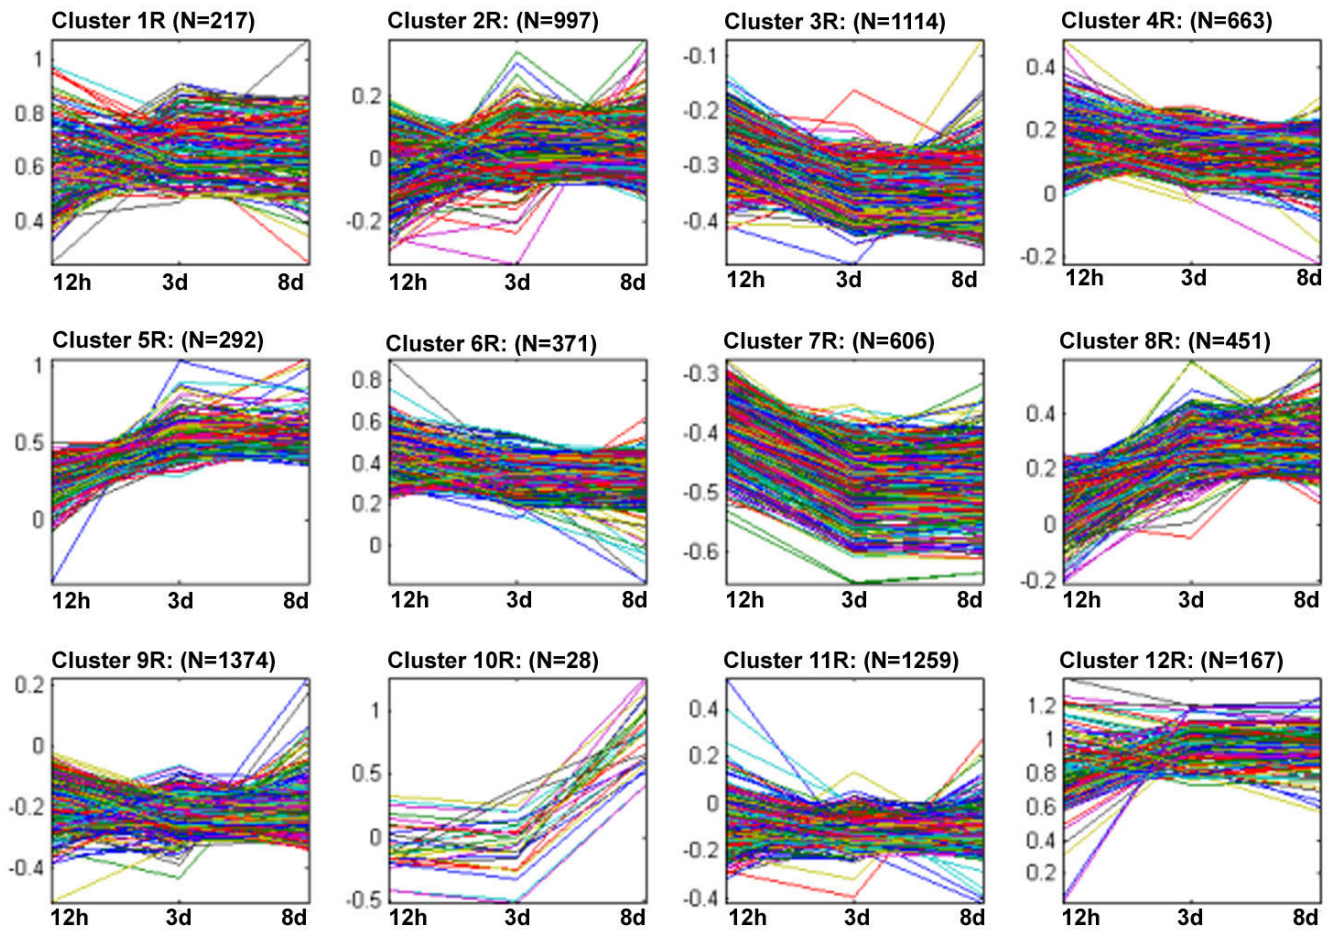 Cluster 1R (N=217)
1
0.8
0.6
0.4
12h 3d 8d
Cluster 2R: (N=997)
0.2
0
-0.2
12h 3d 8d
Cluster 3R: (N=1114)
-0.1
-0.2
-0.3
-0.4
12h 3d 8d
Cluster 4R: (N=663)
0.4
0.2
0
-0.2
12h 3d 8d
Cluster 5R: (N=292)
1
0.5
0
12h 3d 8d
Cluster 6R: (N=371)
0.8
0.6
0.4
0.2
0
12h 3d 8d
Cluster 7R: (N=606)
-0.3
-0.4
-0.5
-0.6
12h 3d 8d
Cluster 8R: (N=451)
0.4
0.2
0
-0.2
12h 3d 8d
Cluster 9R: (N=1374)
0.2
0
-0.2
-0.4
12h 3d 8d
Cluster 10R: (N=28)
1
0.5
0
-0.5
12h 3d 8d
Cluster 11R: (N=1259)
0.4
0.2
0
-0.2
-0.4
12h 3d 8d
Cluster 12R: (N=167)
1.2
1
0.8
0.6
0.4
0.2
12h 3d 8d